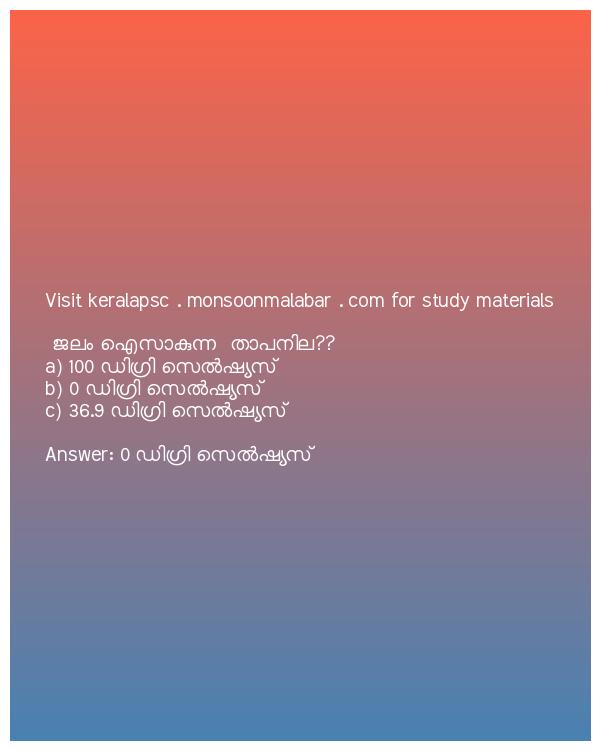 Visit keralapsc . monsoonmalabar . com for study materials
ജലം ഐസാകുന്ന താപനില??
a) 100 ഡിഗ്രി സെൽഷ്യസ്
b) 0 ഡിഗ്രി സെൽഷ്യസ്
c) 36.9 ഡിഗ്രി സെൽഷ്യസ്
Answer: 0 ഡിഗ്രി സെൽഷ്യസ്